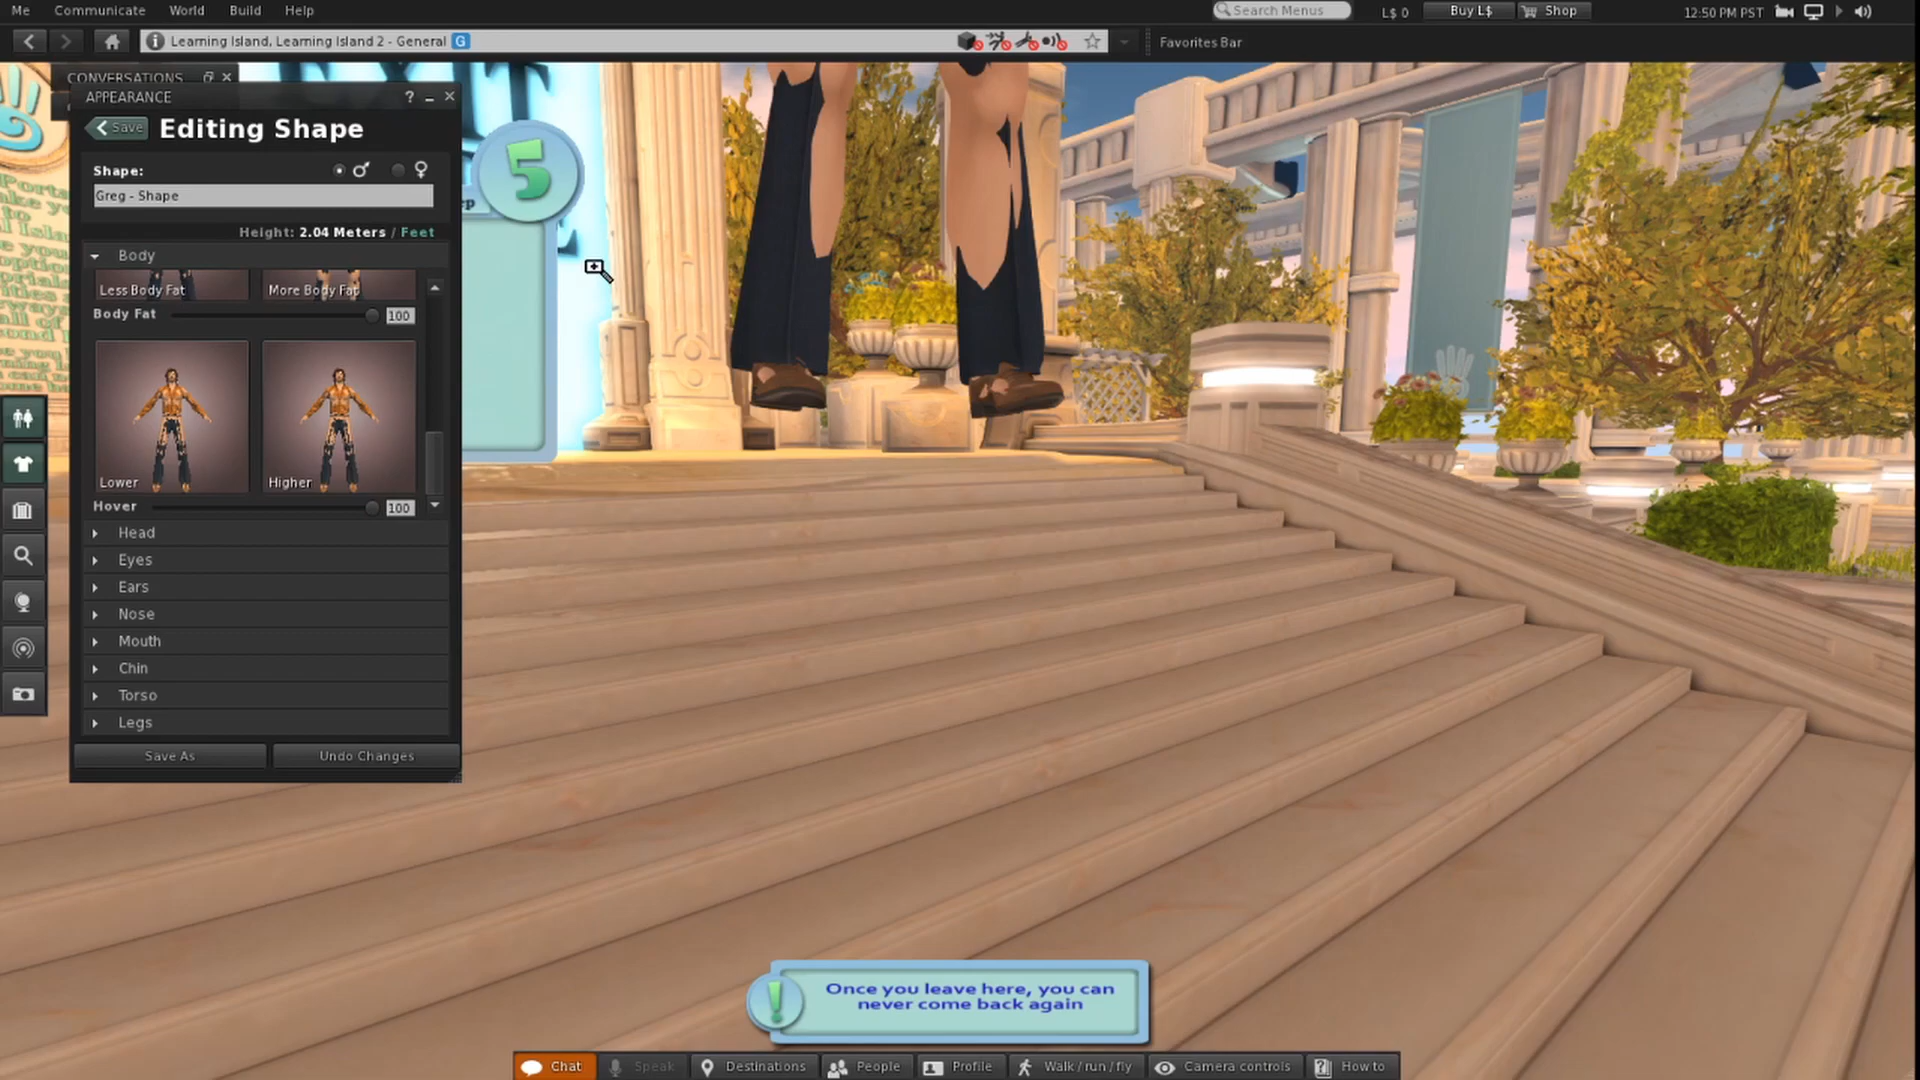 Me Communicate World Build Help
Search Menus L$ 0 Buy L$ Shop 12:50 PM PST
Learning Island, Learning Island 2 - General G
Favorites Bar
CONVERSATIONS
APPEARANCE ?
Save Editing Shape
Shape:
Greg - Shape
Height: 2.04 Meters / Feet
Body
Less Body Fat More Body Fat
Body Fat 100
Lower Higher
Hover 100
Head
Eyes
Ears
Nose
Mouth
Chin
Torso
Legs
Save As Undo Changes
5
Once you leave here, you can
never come back again
Chat Speak Destinations People Profile Walk / run / fly Camera controls How to